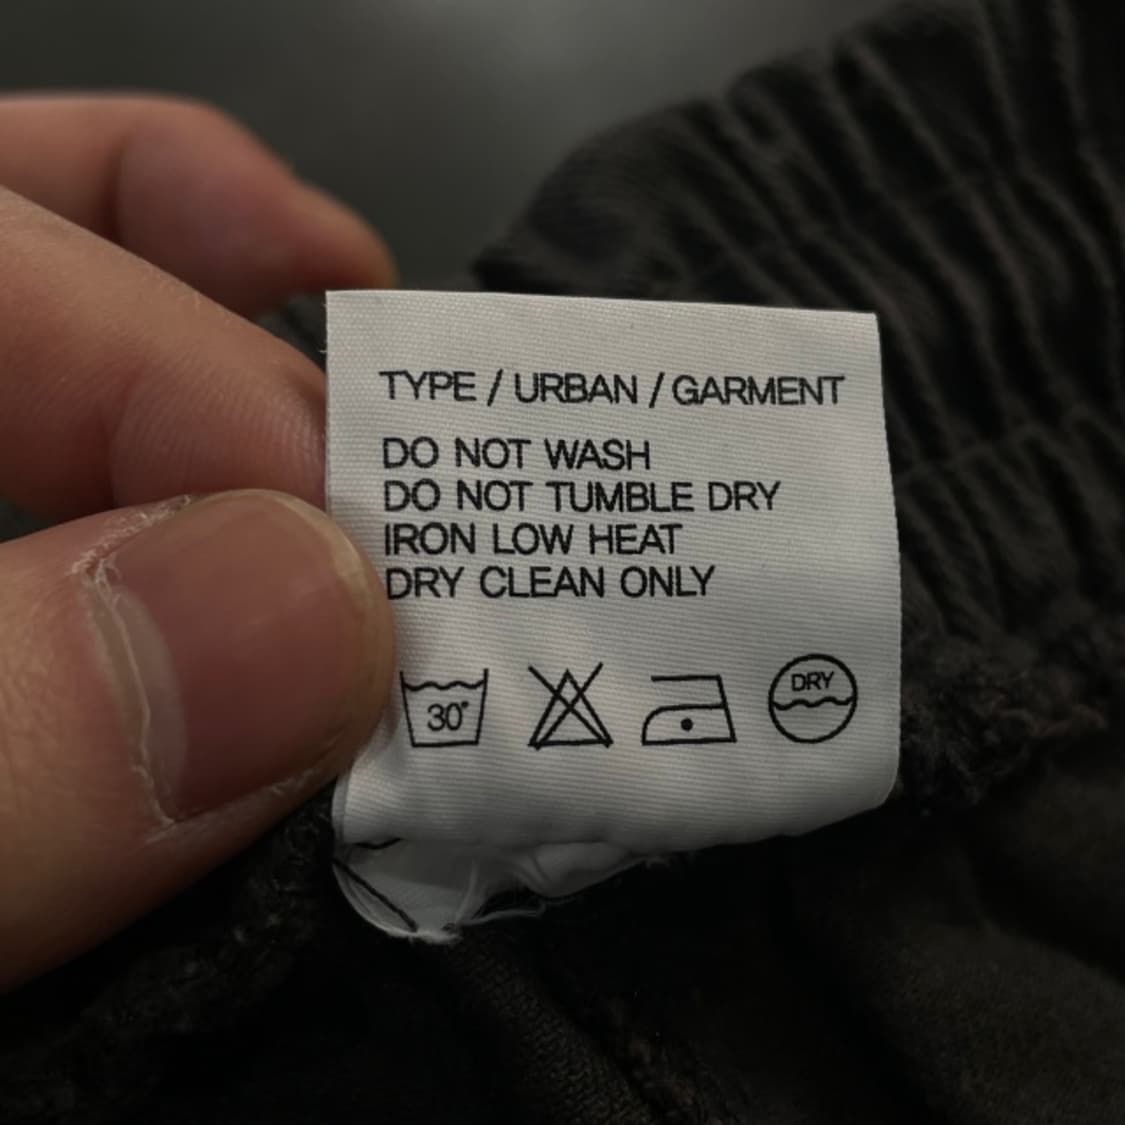 TYPE / URBAN / GARMENT
DO NOT WASH
DO NOT TUMBLE DRY
IRON LOW HEAT
DRY CLEAN ONLY
30° DRY